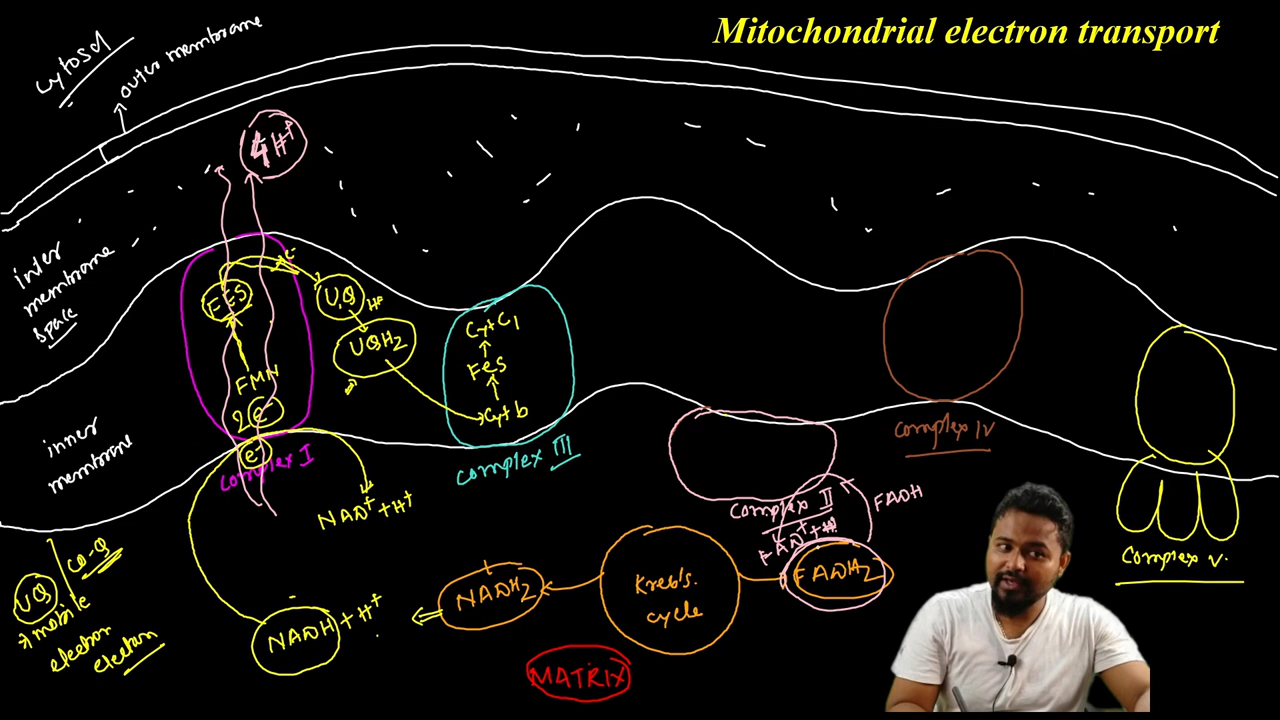 Mitochondrial electron transport
cytosol
outer membrane
4H⁺
inter
membrane
space
e⁻
FES
UQ
H⁺
UQH2
FMN
2e⁻
e⁻
complex I
NAD⁺ + H⁺
cyt C1
FeS
cyt b
complex III
complex IV
complex II
FAD⁺ + H⁺
FADH
FADH2
complex V.
inner
membrane
CO-Q
UQ
→ mobile
electron
electron
NADH + H⁺
NADH2
Kreb's.
cycle
MATRIX